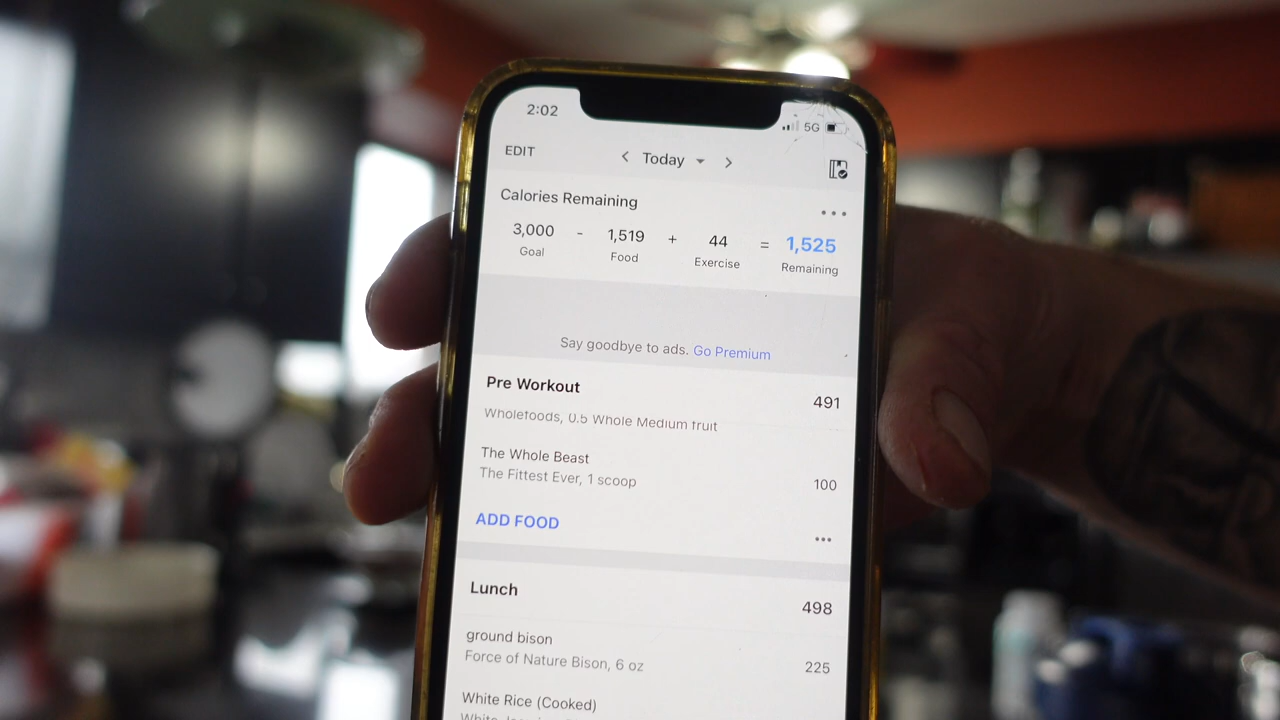 2:02
5G
EDIT
< Today >
Calories Remaining
3,000 - 1,519 + 44 = 1,525
Goal Food Exercise Remaining
Say goodbye to ads. Go Premium
Pre Workout 491
Wholefoods, 0.5 Whole Medium fruit
The Whole Beast
The Fittest Ever, 1 scoop 100
ADD FOOD
Lunch 498
ground bison
Force of Nature Bison, 6 oz 225
White Rice (Cooked)
White